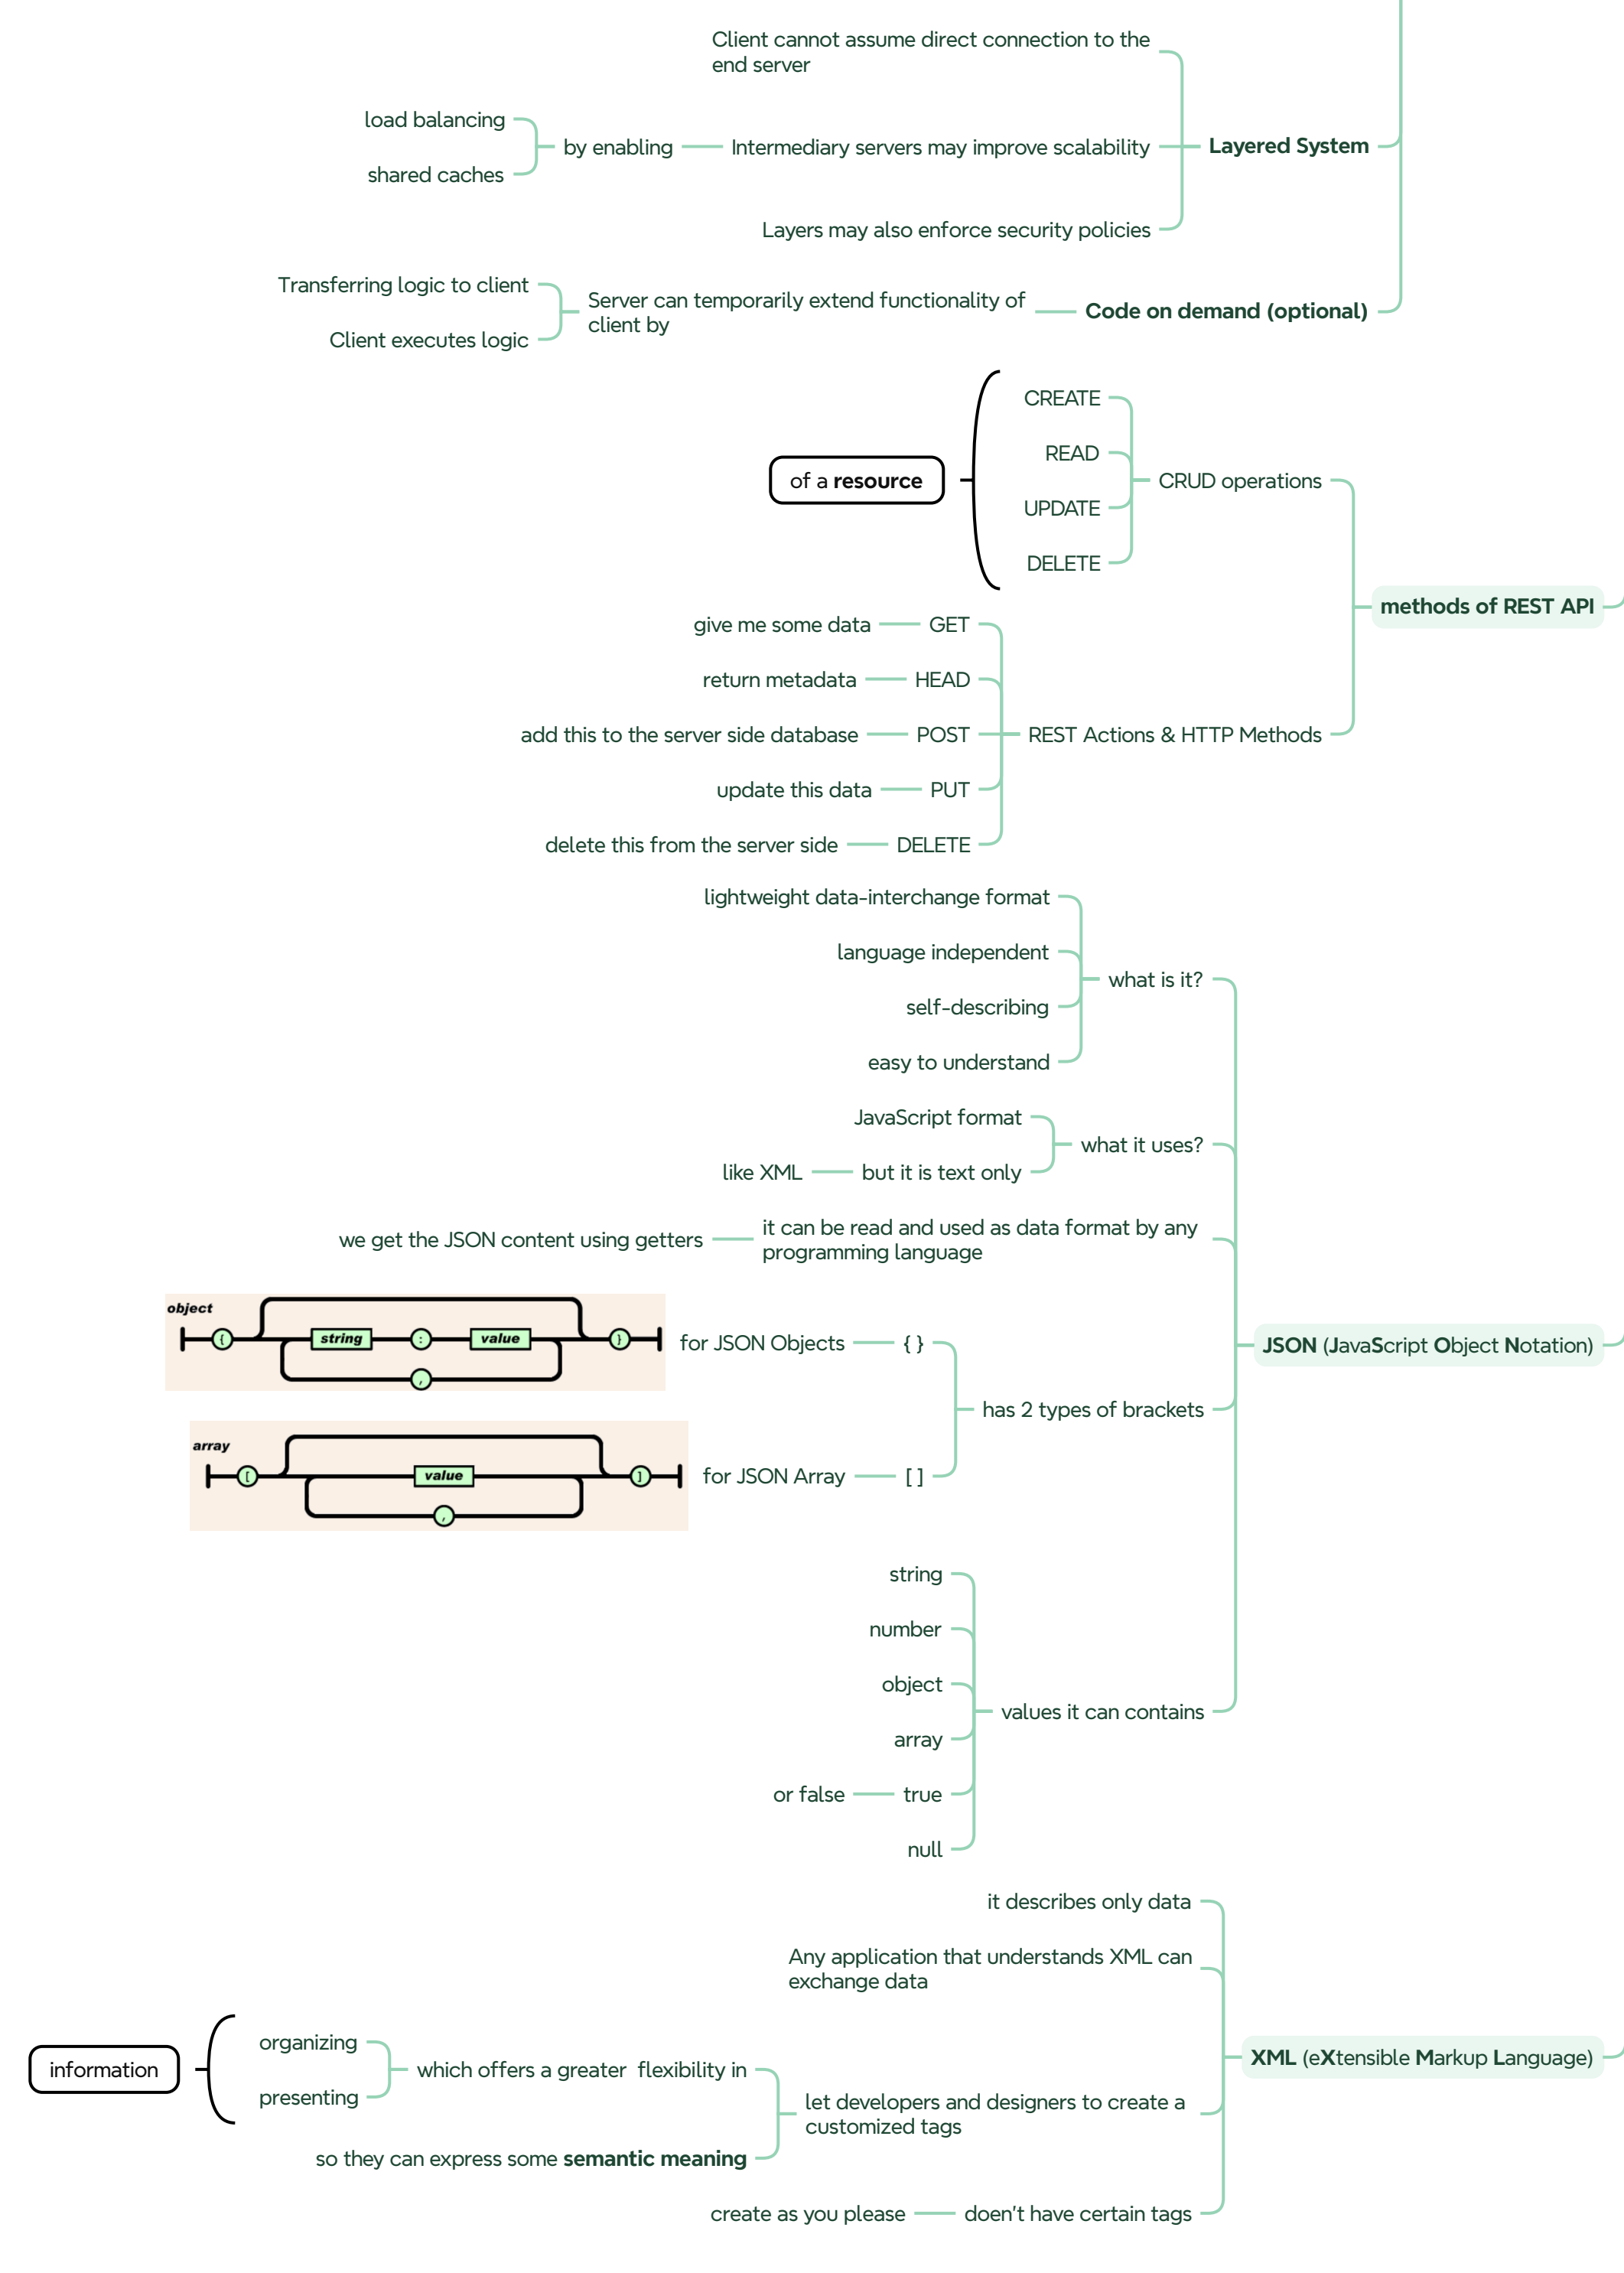 Client cannot assume direct connection to the
end server
load balancing
shared caches
by enabling
Intermediary servers may improve scalability
Layered System
Layers may also enforce security policies
Transferring logic to client
Client executes logic
Server can temporarily extend functionality of
client by
Code on demand (optional)
CREATE
READ
UPDATE
DELETE
of a resource
CRUD operations
methods of REST API
give me some data
GET
return metadata
HEAD
add this to the server side database
POST
REST Actions & HTTP Methods
update this data
PUT
delete this from the server side
DELETE
lightweight data-interchange format
language independent
self-describing
easy to understand
what is it?
JavaScript format
like XML
but it is text only
what it uses?
we get the JSON content using getters
it can be read and used as data format by any
programming language
object
{
string
:
value
}
,
for JSON Objects
{ }
has 2 types of brackets
JSON (JavaScript Object Notation)
array
[
value
]
,
for JSON Array
[ ]
string
number
object
array
or false
true
null
values it can contains
it describes only data
Any application that understands XML can
exchange data
information
organizing
presenting
which offers a greater  flexibility in
so they can express some semantic meaning
let developers and designers to create a
customized tags
XML (eXtensible Markup Language)
create as you please
doen't have certain tags